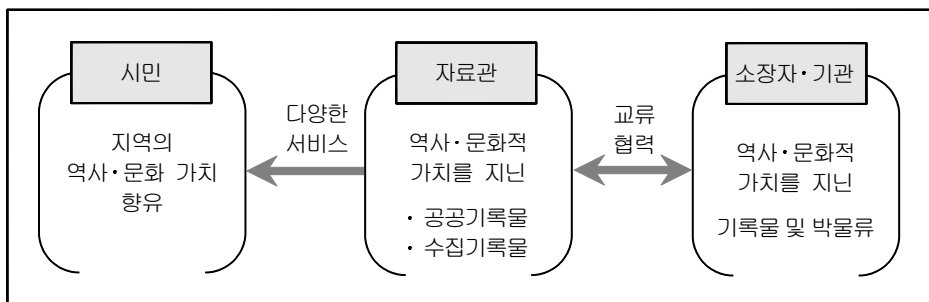 시민
지역의
역사·문화 가치
향유
다양한
서비스
자료관
역사·문화적
가치를 지닌
· 공공기록물
· 수집기록물
교류
협력
소장자·기관
역사·문화적
가치를 지닌
기록물 및 박물류